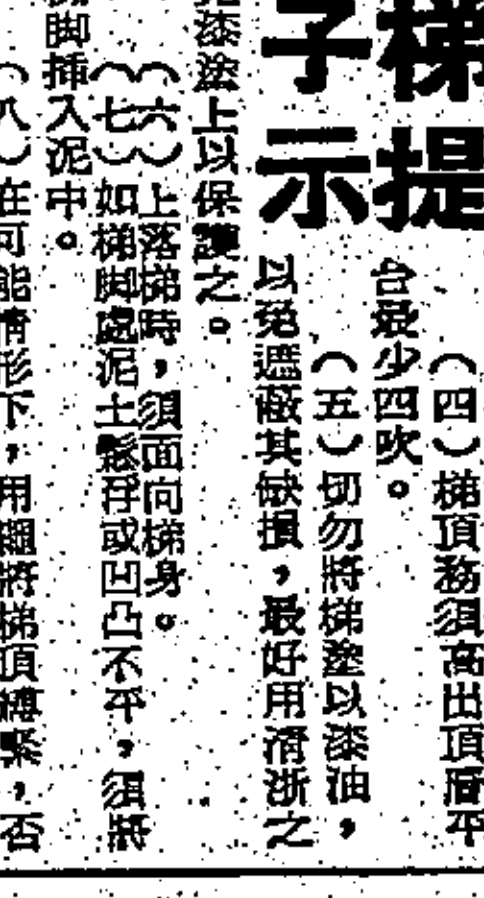 梯提
子示
（四）梯頂務須高出頂層平
台最少四呎。
（五）切勿將梯塗以漆油，
以免遮蔽其缺損，最好用清浙之
漆塗上以保護之。
（六）上落梯時，須面向梯身。
（七）如梯脚處泥土鬆浮或凹凸不平，須將
脚插入泥中。
（八）在可能情形下，用繩將梯頂縛緊，否